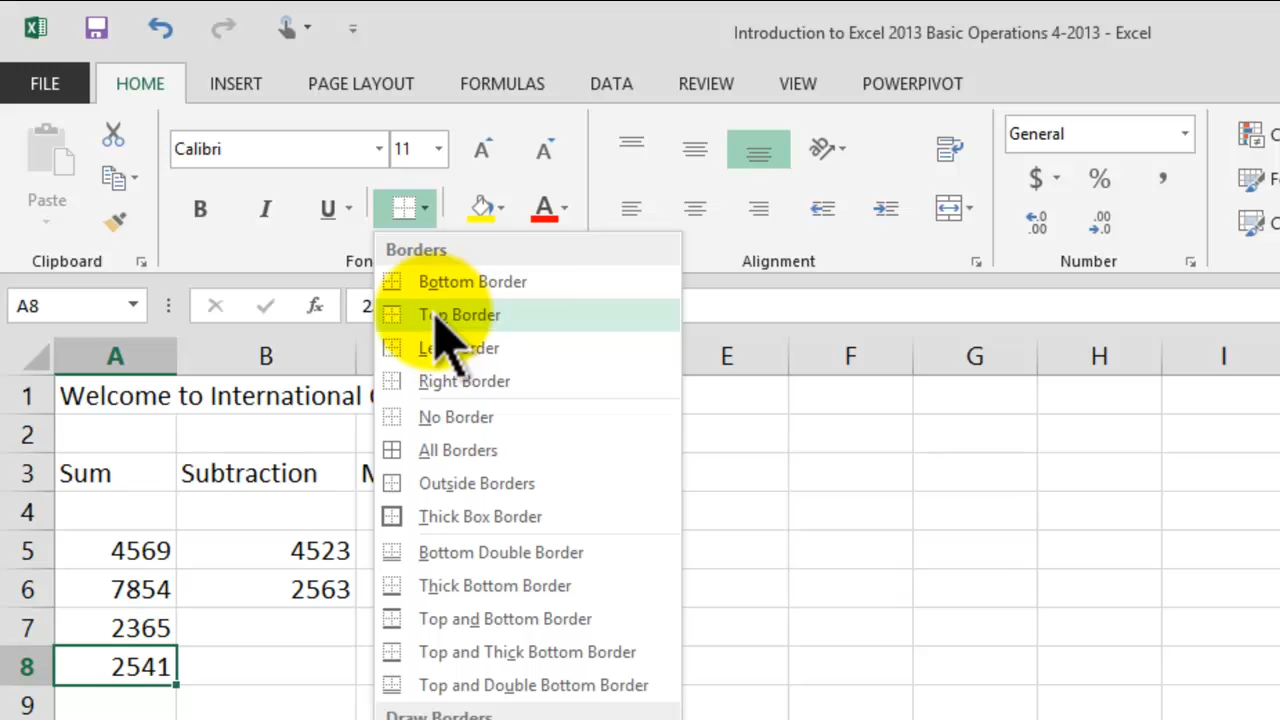 Introduction to Excel 2013 Basic Operations 4-2013 - Excel
FILE HOME INSERT PAGE LAYOUT FORMULAS DATA REVIEW VIEW POWERPIVOT
Calibri 11 General
Paste
B I U A $ % ,
Clipboard Fon Alignment Number
Borders
Bottom Border
Top Border
Left Border
Right Border
No Border
All Borders
Outside Borders
Thick Box Border
Bottom Double Border
Thick Bottom Border
Top and Bottom Border
Top and Thick Bottom Border
Top and Double Bottom Border
Draw Borders
A8 fx 2
A B E F G H I
1 Welcome to International
2
3 Sum Subtraction
4
5 4569 4523
6 7854 2563
7 2365
8 2541
9